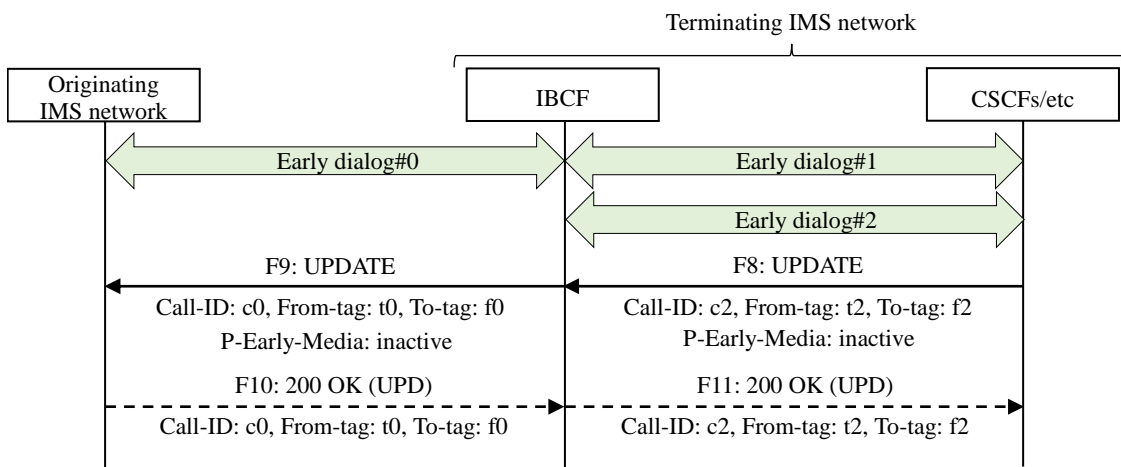 Terminating IMS network
Originating
IMS network
IBCF
CSCFs/etc
Early dialog#0
Early dialog#1
Early dialog#2
F9: UPDATE
F8: UPDATE
Call-ID: c0, From-tag: t0, To-tag: f0
Call-ID: c2, From-tag: t2, To-tag: f2
P-Early-Media: inactive
P-Early-Media: inactive
F10: 200 OK (UPD)
F11: 200 OK (UPD)
Call-ID: c0, From-tag: t0, To-tag: f0
Call-ID: c2, From-tag: t2, To-tag: f2